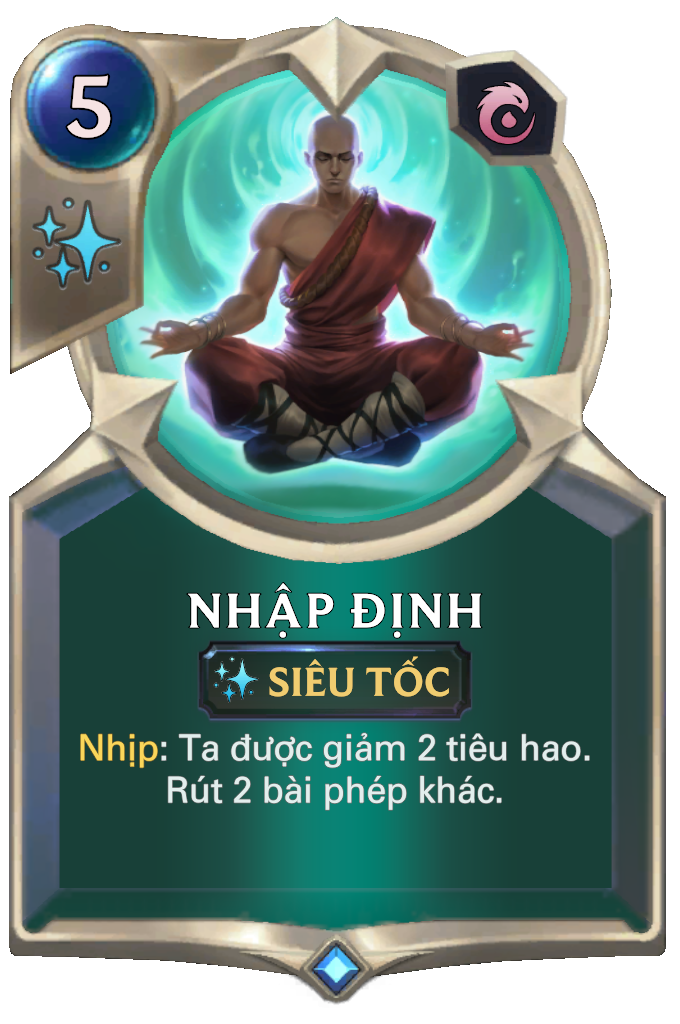 5
NHẬP ĐỊNH
SIÊU TỐC
Nhịp: Ta được giảm 2 tiêu hao.
Rút 2 bài phép khác.